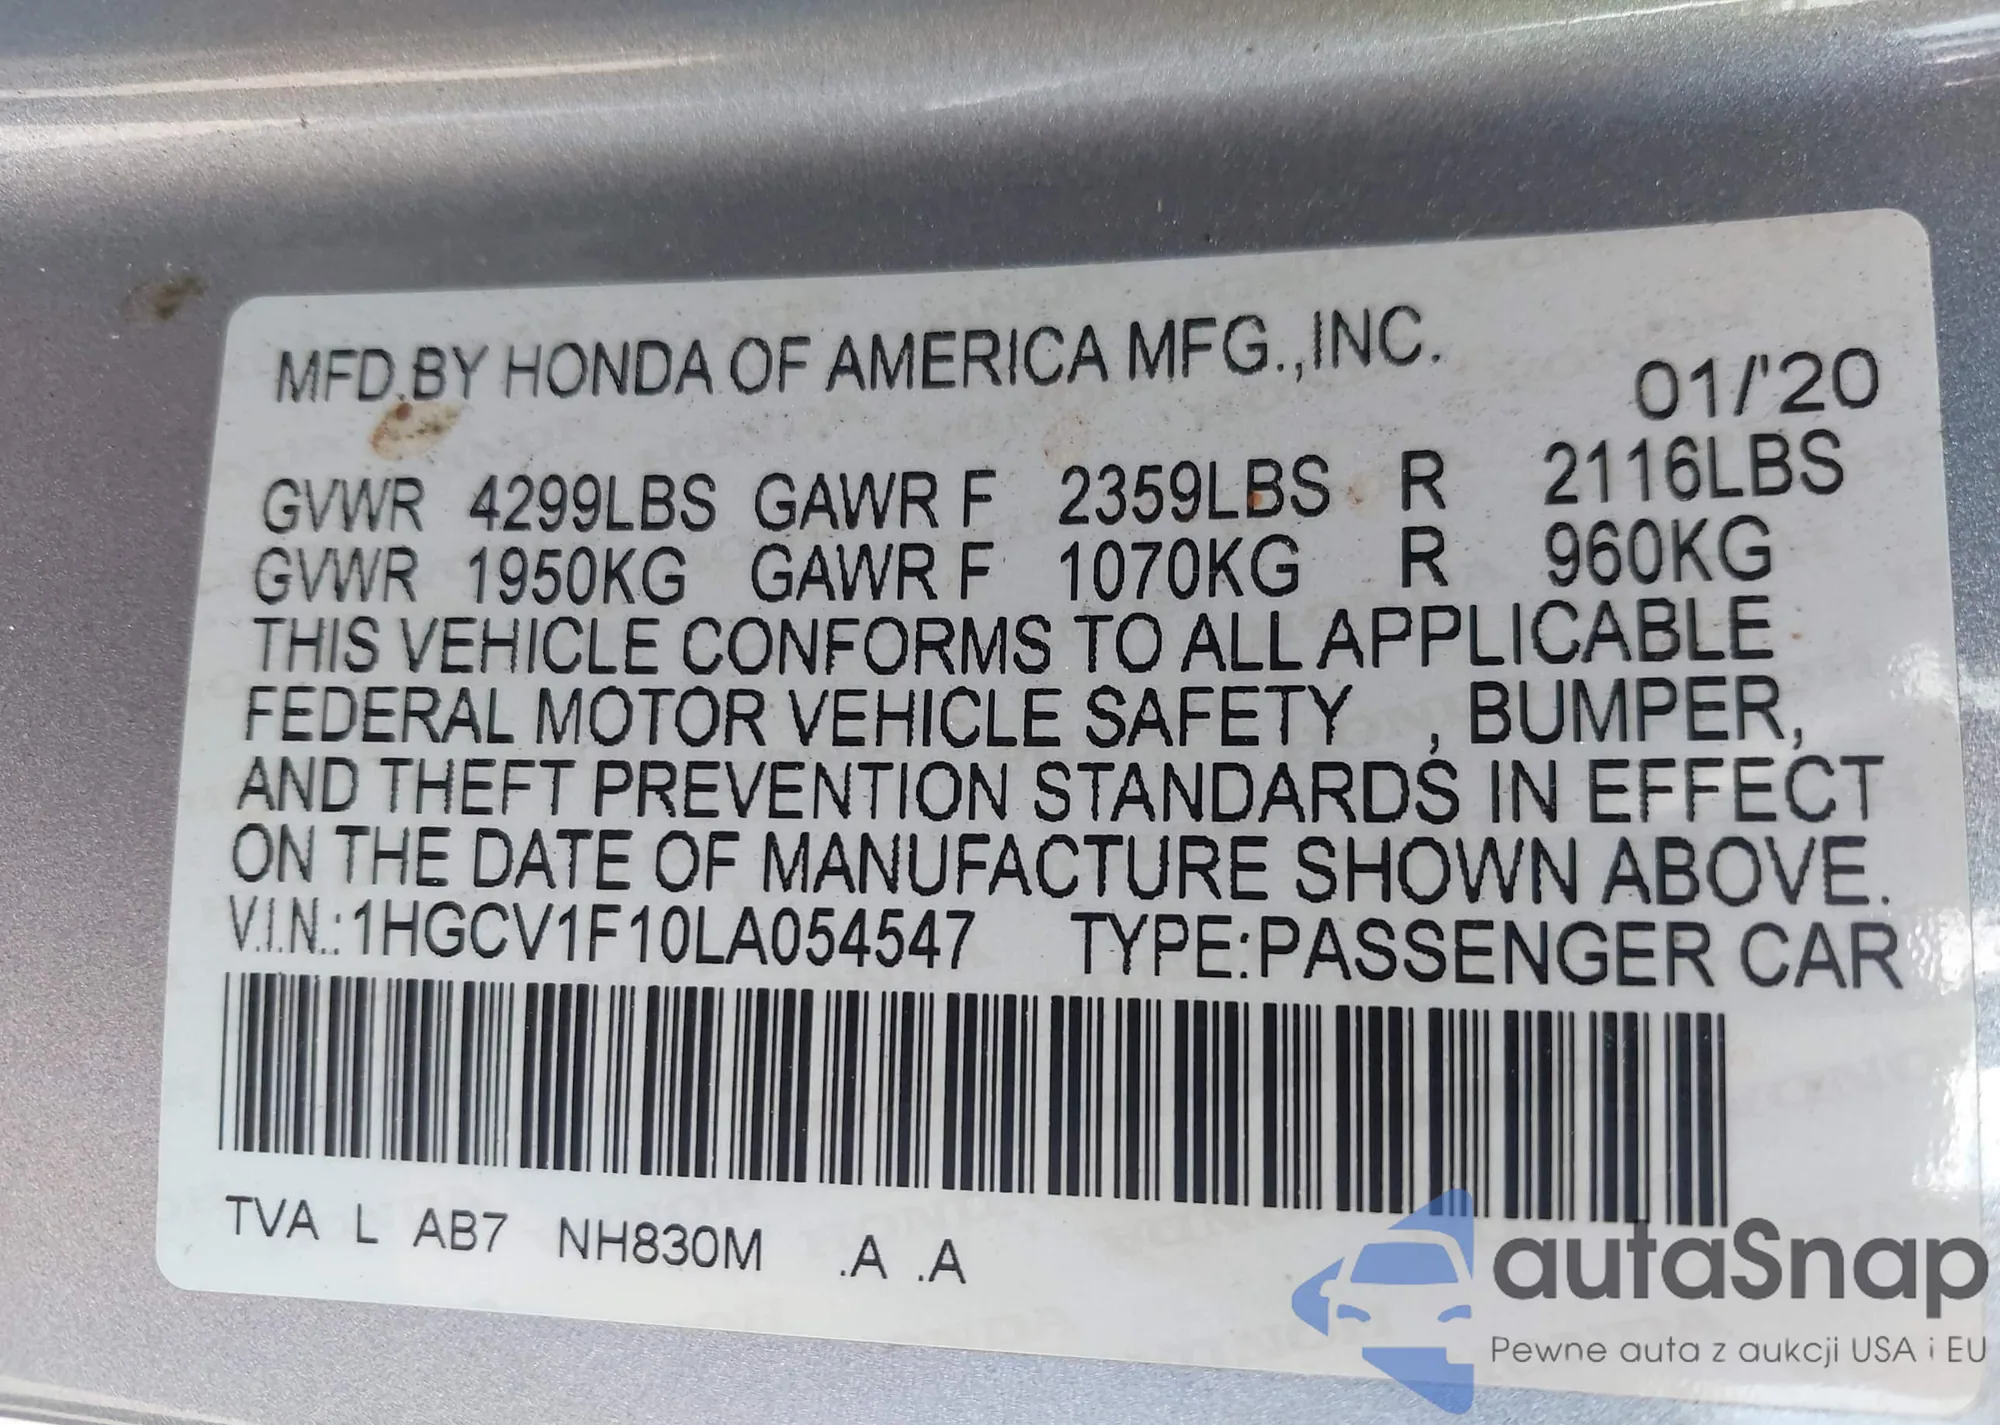 MFD.BY HONDA OF AMERICA MFG.,INC.
01/'20
GVWR 4299LBS GAWR F 2359LBS R 2116LBS
GVWR 1950KG GAWR F 1070KG R 960KG
THIS VEHICLE CONFORMS TO ALL APPLICABLE
FEDERAL MOTOR VEHICLE SAFETY , BUMPER,
AND THEFT PREVENTION STANDARDS IN EFFECT
ON THE DATE OF MANUFACTURE SHOWN ABOVE.
V.I.N.:1HGCV1F10LA054547 TYPE:PASSENGER CAR
TVA L AB7 NH830M .A .A
autaSnap
Pewne auta z aukcji USA i EU